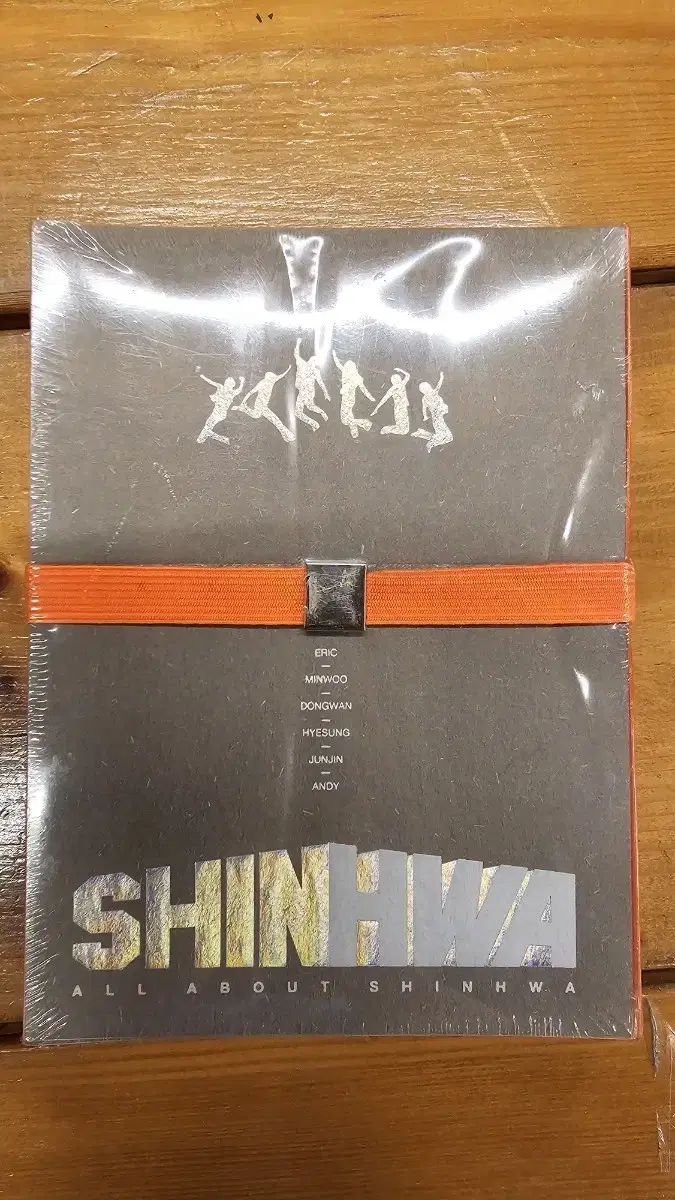 ERIC
MINWOO
DONGWAN
HYESUNG
JUNJIN
ANDY
SHINHWA
ALL ABOUT SHINHWA